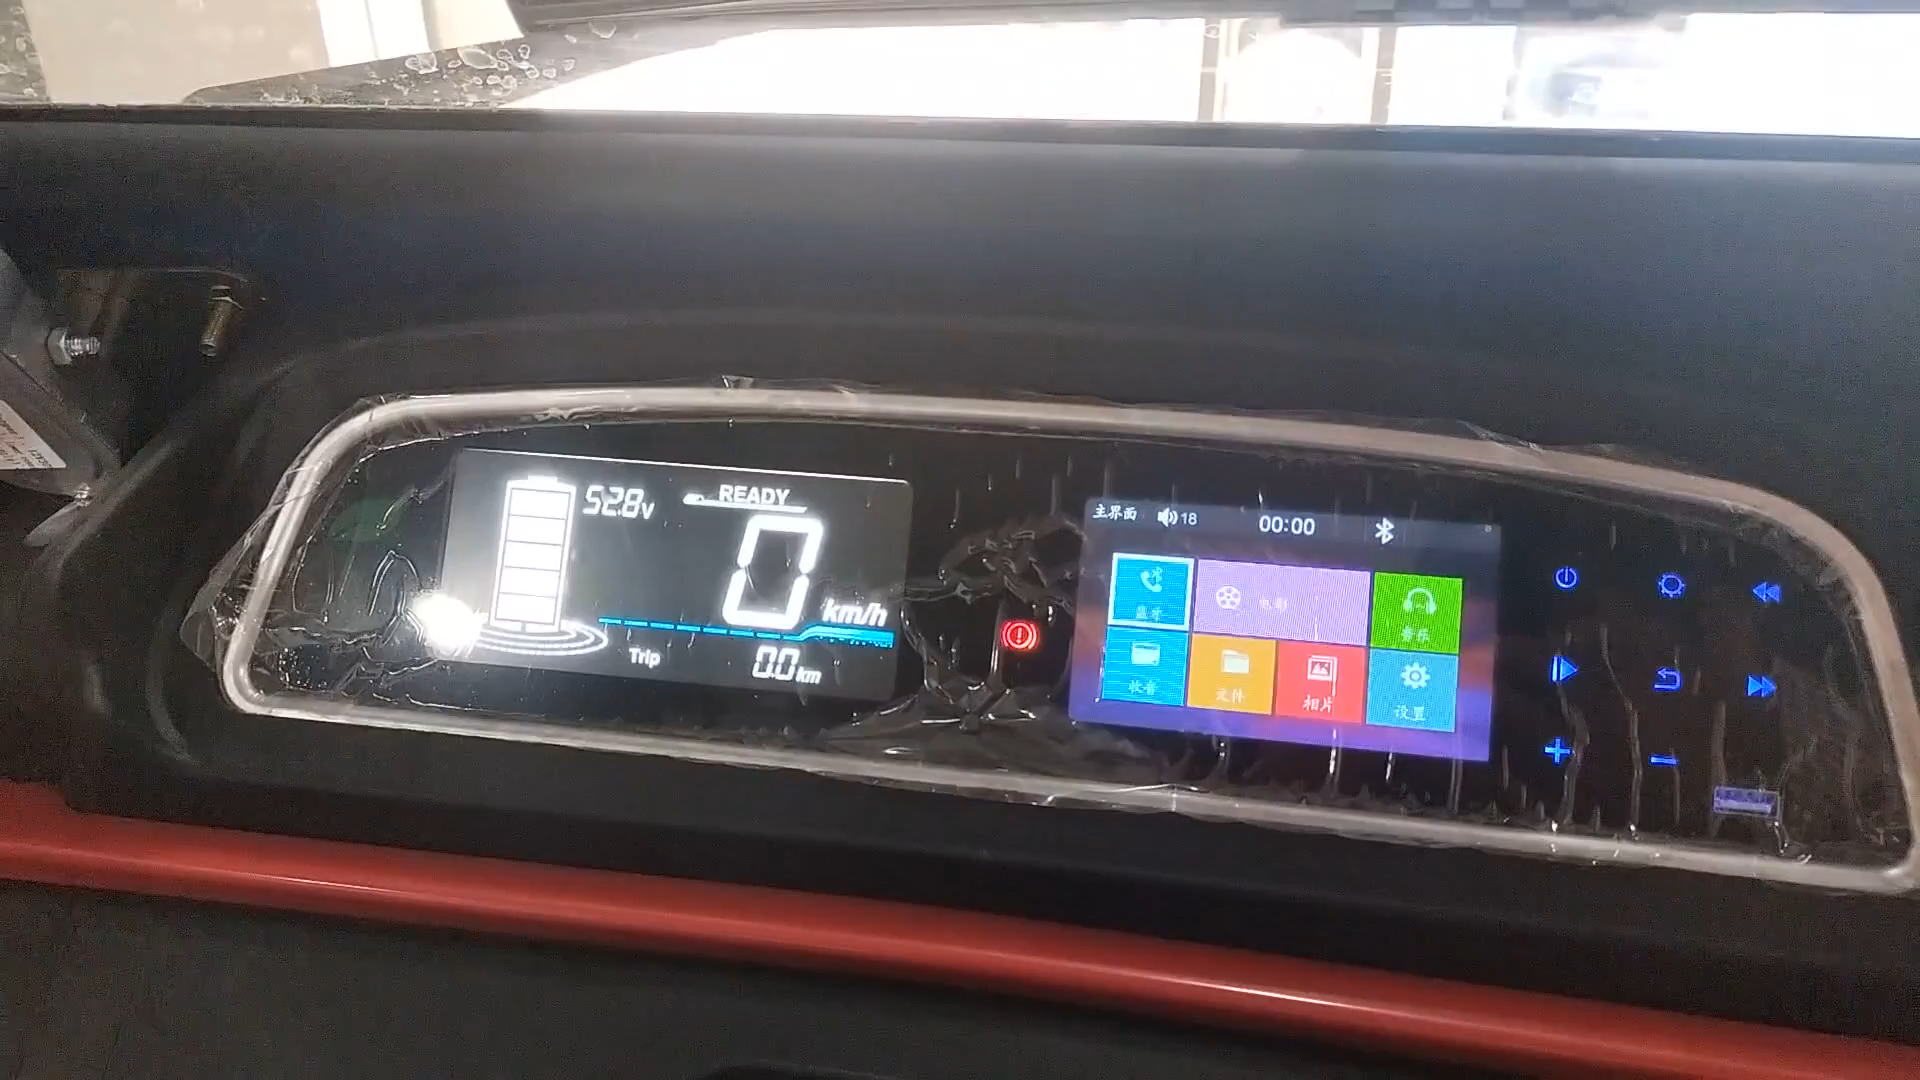 52.8v
READY
0 km/h
Trip 0.0 km
主界面 18 00:00
蓝牙 电影 音乐
收音 文件 相片 设置